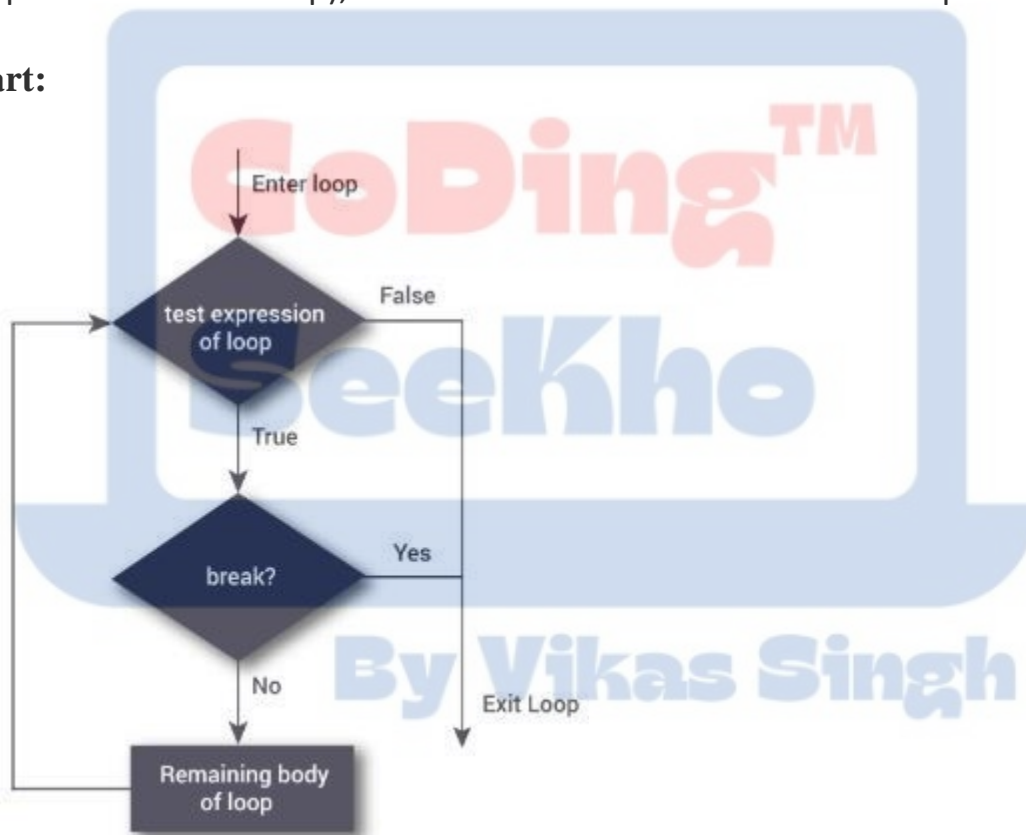 art:
Enter loop
test expression
of loop
False
True
break?
Yes
No
Exit Loop
Remaining body
of loop
CoDing™
SeeKho
By Vikas Singh